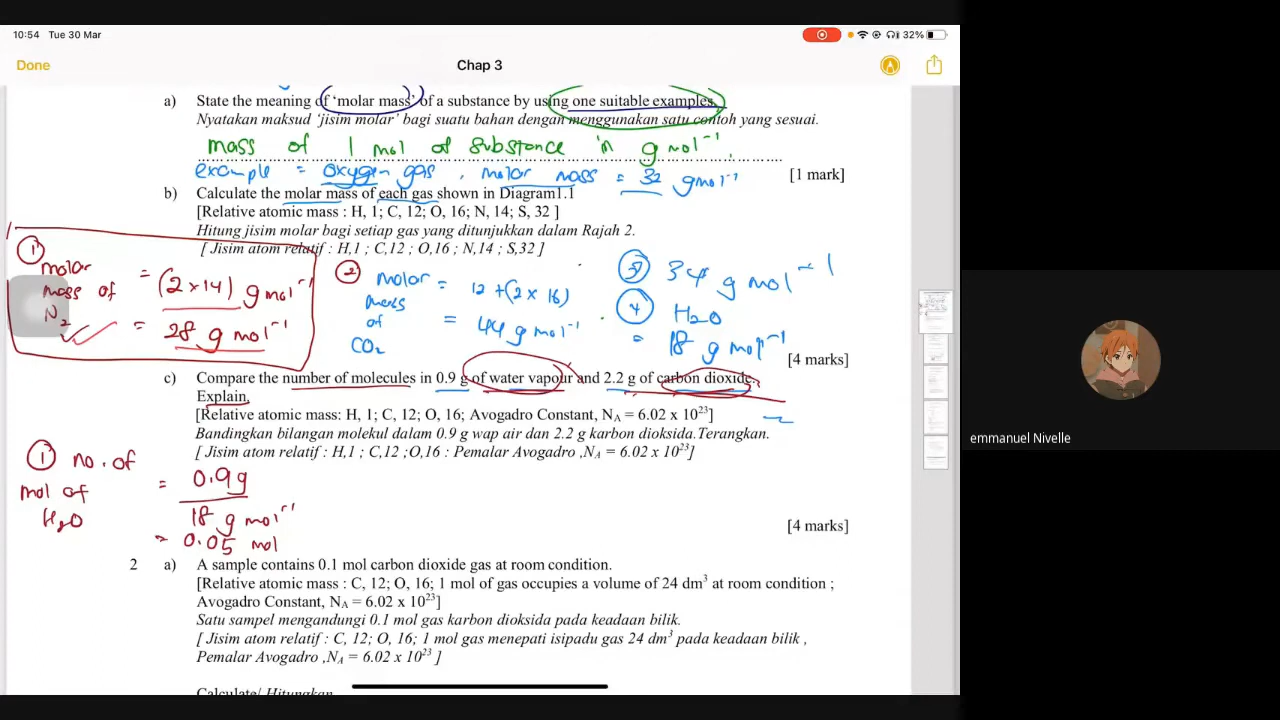 10:54 Tue 30 Mar
32%
Done
Chap 3
a) State the meaning of 'molar mass' of a substance by using one suitable examples.
Nyatakan maksud 'jisim molar' bagi suatu bahan dengan menggunakan satu contoh yang sesuai.
mass of 1 mol of substance in g mol⁻¹.
example = oxygen gas, molar mass = 32 gmol⁻¹
[1 mark]
b) Calculate the molar mass of each gas shown in Diagram1.1
[Relative atomic mass : H, 1; C, 12; O, 16; N, 14; S, 32 ]
Hitung jisim molar bagi setiap gas yang ditunjukkan dalam Rajah 2.
[ Jisim atom relatif : H,1 ; C,12 ; O,16 ; N,14 ; S,32 ]
① molar mass of N₂ = (2 × 14) g mol⁻¹
= 28 g mol⁻¹
② molar mass of CO₂ = 12 + (2 × 16)
= 44 g mol⁻¹
③ 34 g mol⁻¹
④ H₂O
= 18 g mol⁻¹
[4 marks]
c) Compare the number of molecules in 0.9 g of water vapour and 2.2 g of carbon dioxide.
Explain.
[Relative atomic mass: H, 1; C, 12; O, 16; Avogadro Constant, N_A = 6.02 x 10²³]
Bandingkan bilangan molekul dalam 0.9 g wap air dan 2.2 g karbon dioksida.Terangkan.
[ Jisim atom relatif : H,1 ; C,12 ;O,16 : Pemalar Avogadro ,N_A = 6.02 x 10²³]
① no. of mol of H₂O = 0.9g
18 g mol⁻¹
= 0.05 mol
[4 marks]
2 a) A sample contains 0.1 mol carbon dioxide gas at room condition.
[Relative atomic mass : C, 12; O, 16; 1 mol of gas occupies a volume of 24 dm³ at room condition ;
Avogadro Constant, N_A = 6.02 x 10²³]
Satu sampel mengandungi 0.1 mol gas karbon dioksida pada keadaan bilik.
[ Jisim atom relatif : C, 12; O, 16; 1 mol gas menepati isipadu gas 24 dm³ pada keadaan bilik ,
Pemalar Avogadro ,N_A = 6.02 x 10²³ ]
Calculate/ Hitungkan
emmanuel Nivelle